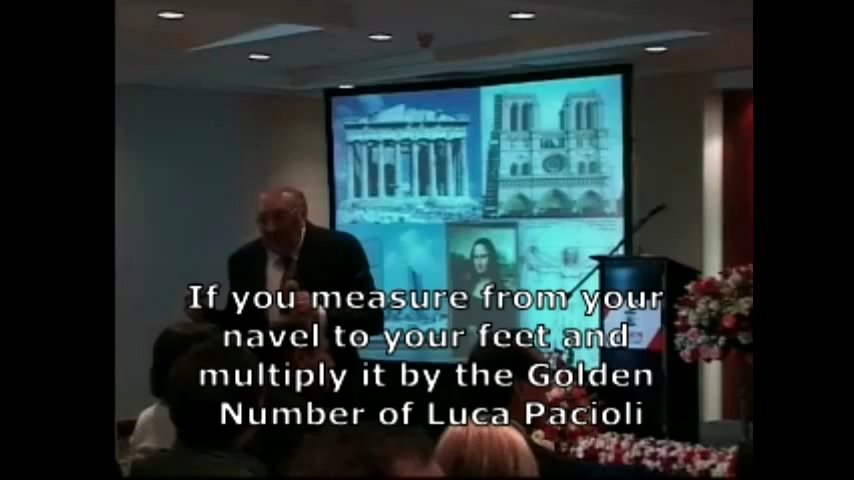 If you measure from your
navel to your feet and
multiply it by the Golden
Number of Luca Pacioli